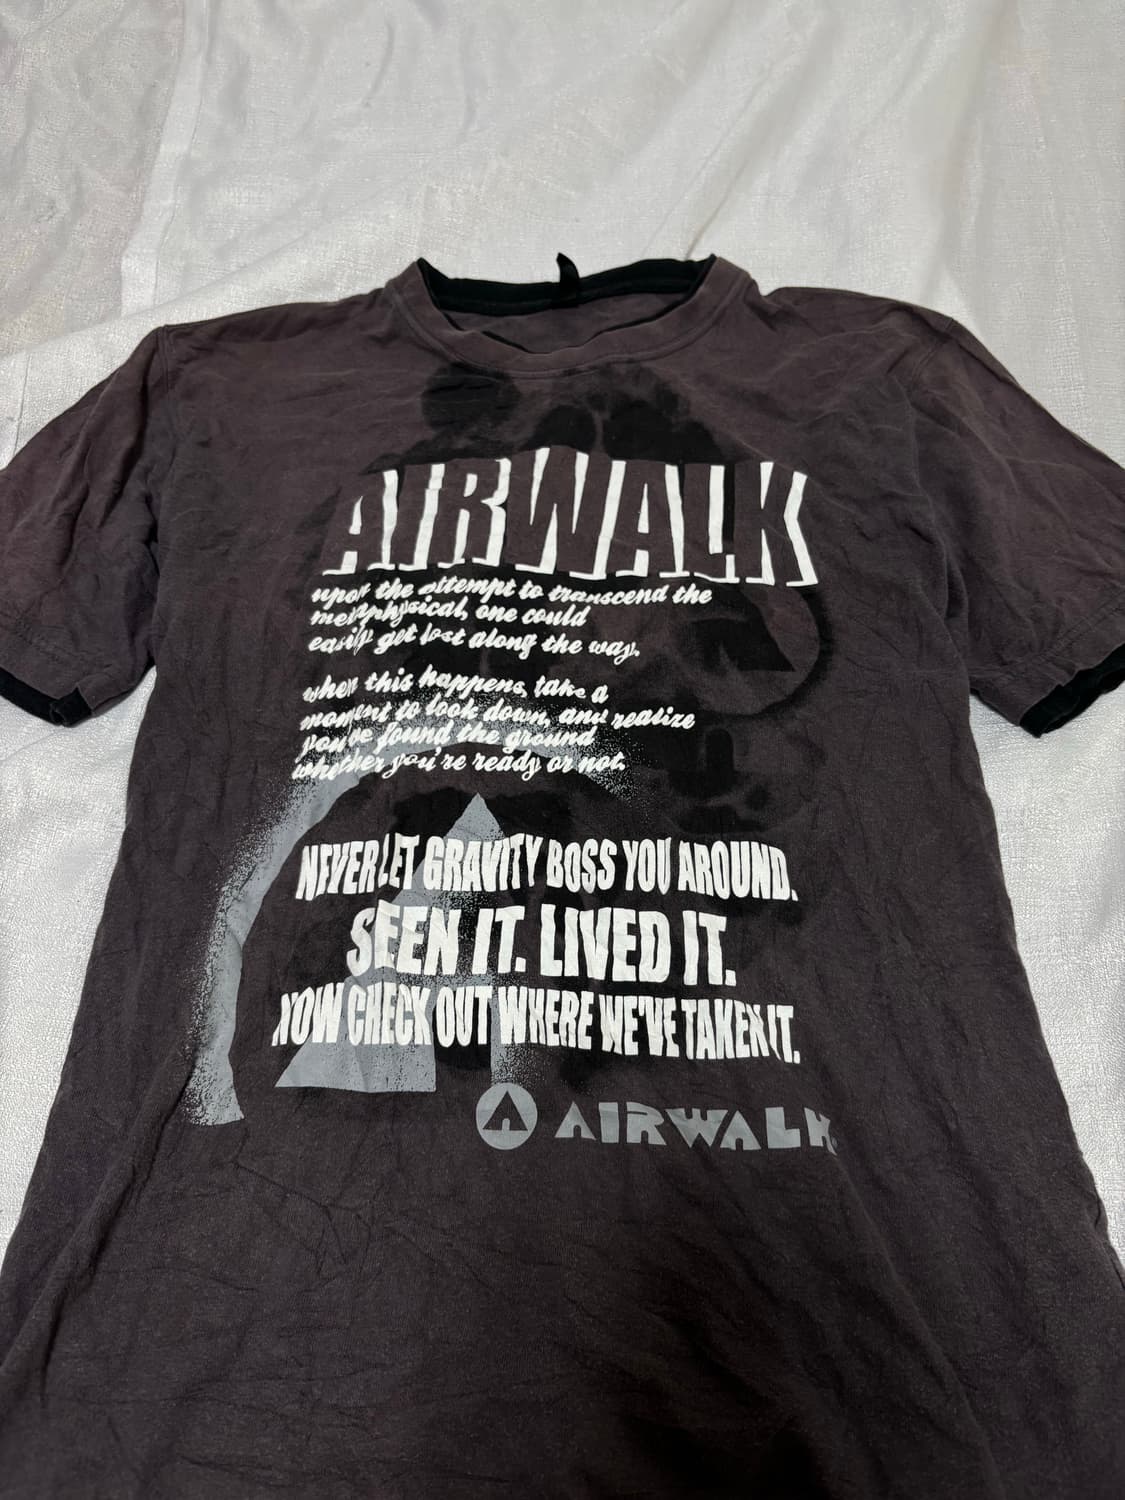 AIRWALK
upon the attempt to transcend the
metaphysical, one could
easily get lost along the way.
when this happens, take a
moment to look down, and realize
you've found the ground
whether you're ready or not.
NEVER LET GRAVITY BOSS YOU AROUND.
SEEN IT. LIVED IT.
NOW CHECK OUT WHERE WE'VE TAKEN IT.
AIRWALK